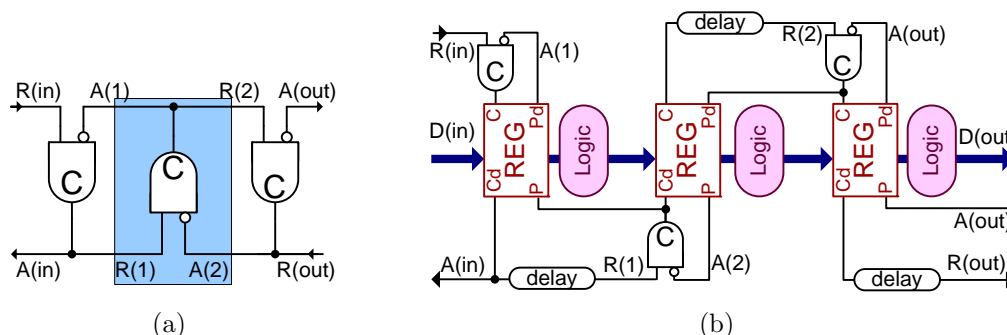 R(in) A(1) R(2) A(out)
C C C
A(in) R(1) A(2) R(out)
(a)
delay
R(in) A(1) R(2) A(out)
C C
C Pd C Pd C Pd
D(in) REG Logic REG Logic REG Logic D(out
Cd P Cd P Cd P
C
A(out)
A(in) delay R(1) A(2) delay R(out)
(b)